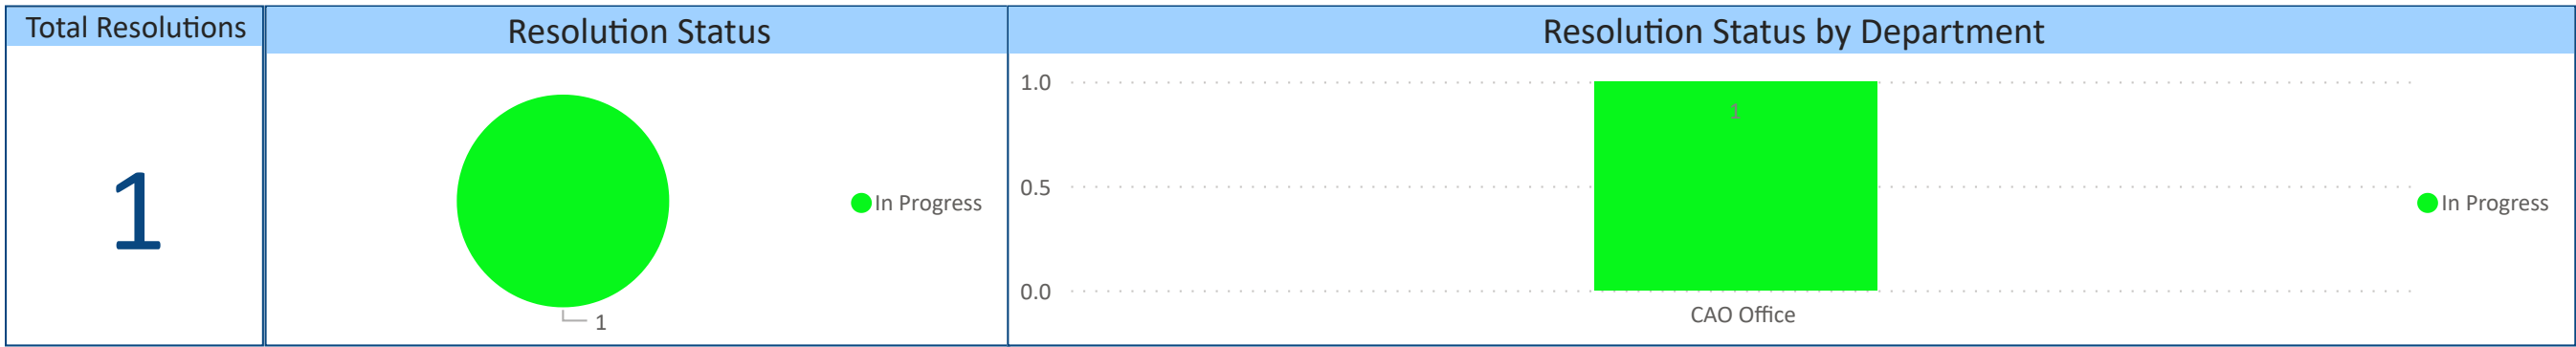 Total Resolutions
1
Resolution Status
1
In Progress
Resolution Status by Department
1.0
0.5
0.0
1
CAO Office
In Progress